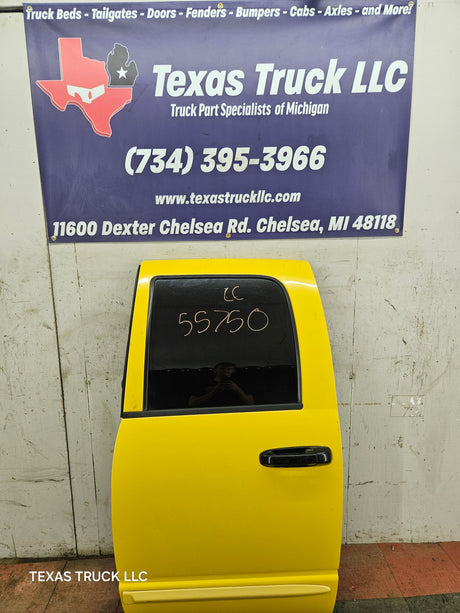 Truck Beds - Tailgates - Doors - Fenders - Bumpers - Cabs - Axles - and More!
Texas Truck LLC
Truck Part Specialists of Michigan
(734) 395-3966
www.texastruckllc.com
11600 Dexter Chelsea Rd. Chelsea, MI 48118
CC
55750
TEXAS TRUCK LLC